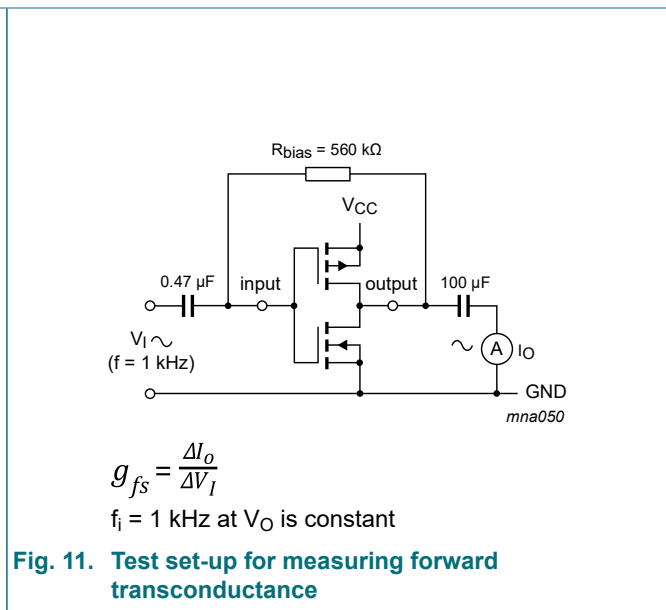 Rbias = 560 kΩ
VCC
0.47 µF
input
output
100 µF
VI
(f = 1 kHz)
A
IO
GND
mna050
gfs = ΔIo / ΔVI
fi = 1 kHz at VO is constant
Fig. 11. Test set-up for measuring forward
transconductance